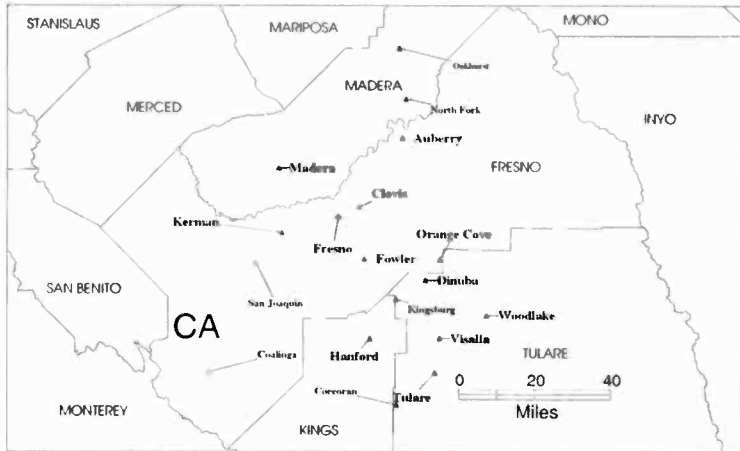 STANISLAUS
MARIPOSA
MONO
Oakhurst
MADERA
MERCED
North Fork
INYO
Auberry
Madera
FRESNO
Clovis
Kerman
Fresno
Orange Cove
Fowler
Dinuba
SAN BENITO
San Joaquin
Kingsburg
Woodlake
CA
Visalia
Coalinga
Hanford
TULARE
0 20 40
Corcoran
Tulare
Miles
MONTEREY
KINGS